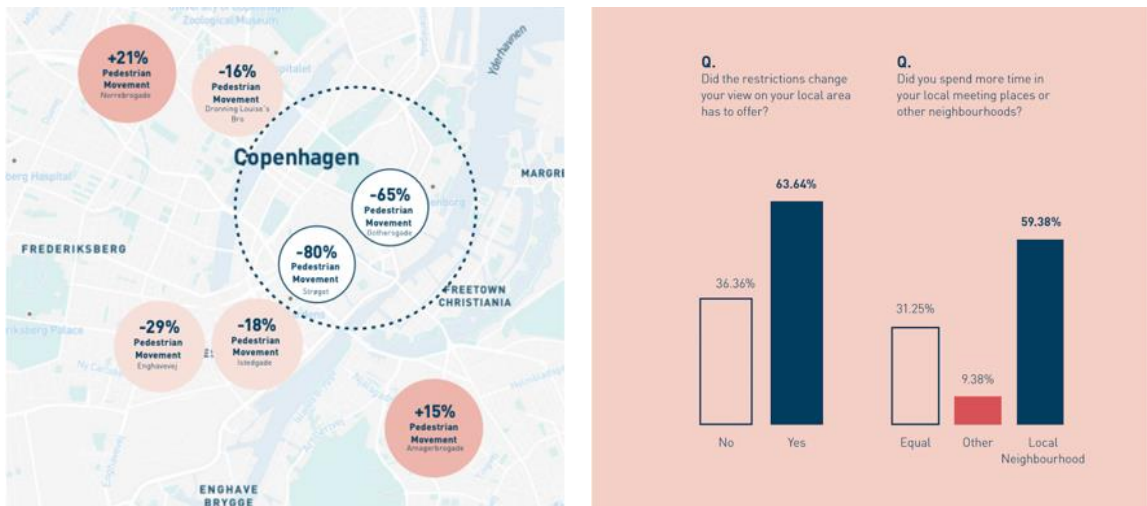 Zoological Museum
+21%
Pedestrian
Movement
Nørrebrogade
-16%
Pedestrian
Movement
Dronning Louise's
Bro
Yderhavnen
Copenhagen
MARGRE
-65%
Pedestrian
Movement
Gothersgade
FREDERIKSBERG
-80%
Pedestrian
Movement
Strøget
FREETOWN
CHRISTIANIA
-29%
Pedestrian
Movement
Enghavevej
-18%
Pedestrian
Movement
Istedgade
+15%
Pedestrian
Movement
Amagerbrogade
ENGHAVE
BRYGGE
Q.
Did the restrictions change
your view on your local area
has to offer?
63.64%
36.36%
No
Yes
Q.
Did you spend more time in
your local meeting places or
other neighbourhoods?
59.38%
31.25%
9.38%
Equal
Other
Local
Neighbourhood